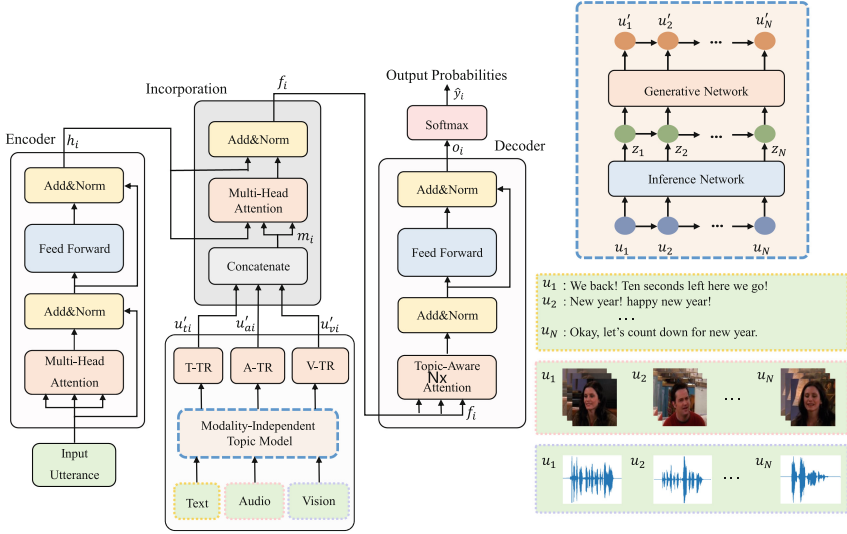 Encoder
h_i
Add&Norm
Feed Forward
Add&Norm
Multi-Head
Attention
Input
Utterance
Incorporation
f_i
Add&Norm
Multi-Head
Attention
m_i
Concatenate
u'_{ti}
u'_{ai}
u'_{vi}
T-TR
A-TR
V-TR
Modality-Independent
Topic Model
Text
Audio
Vision
Output Probabilities
ŷ_i
Softmax
o_i
Decoder
Add&Norm
Feed Forward
Add&Norm
Topic-Aware
Nx
Attention
f_i
u'_1 u'_2 ... u'_N
Generative Network
...
z_1 z_2 z_N
Inference Network
...
u_1 u_2 u_N
u_1 : We back! Ten seconds left here we go!
u_2 : New year! happy new year!
...
u_N : Okay, let's count down for new year.
u_1 u_2 ... u_N
u_1 u_2 ... u_N